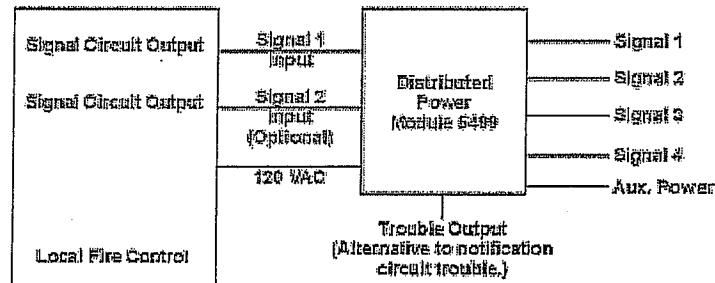 Signal Circuit Output
Signal 1
Input
Signal 1
Signal Circuit Output
Signal 2
Input
(Optional)
Distributed
Power
Module 5499
Signal 2
Signal 3
120 VAC
Signal 4
Aux. Power
Local Fire Control
Trouble Output
(Alternative to notification
circuit trouble.)